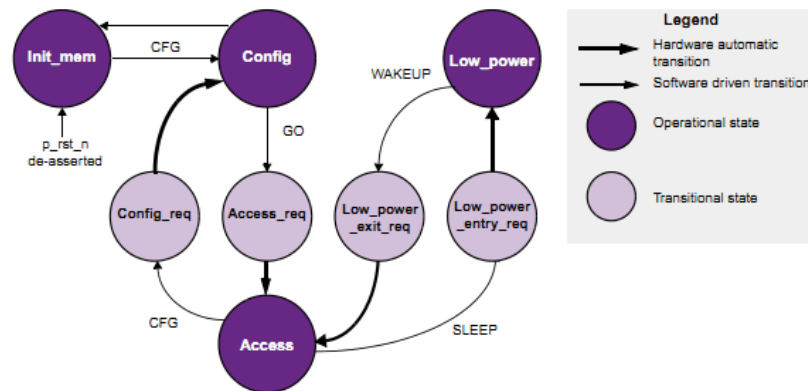 Init_mem
CFG
Config
p_rst_n
de-asserted
GO
Config_req
Access_req
CFG
Access
WAKEUP
Low_power
Low_power
_exit_req
Low_power
_entry_req
SLEEP
Legend
Hardware automatic
transition
Software driven transition
Operational state
Transitional state